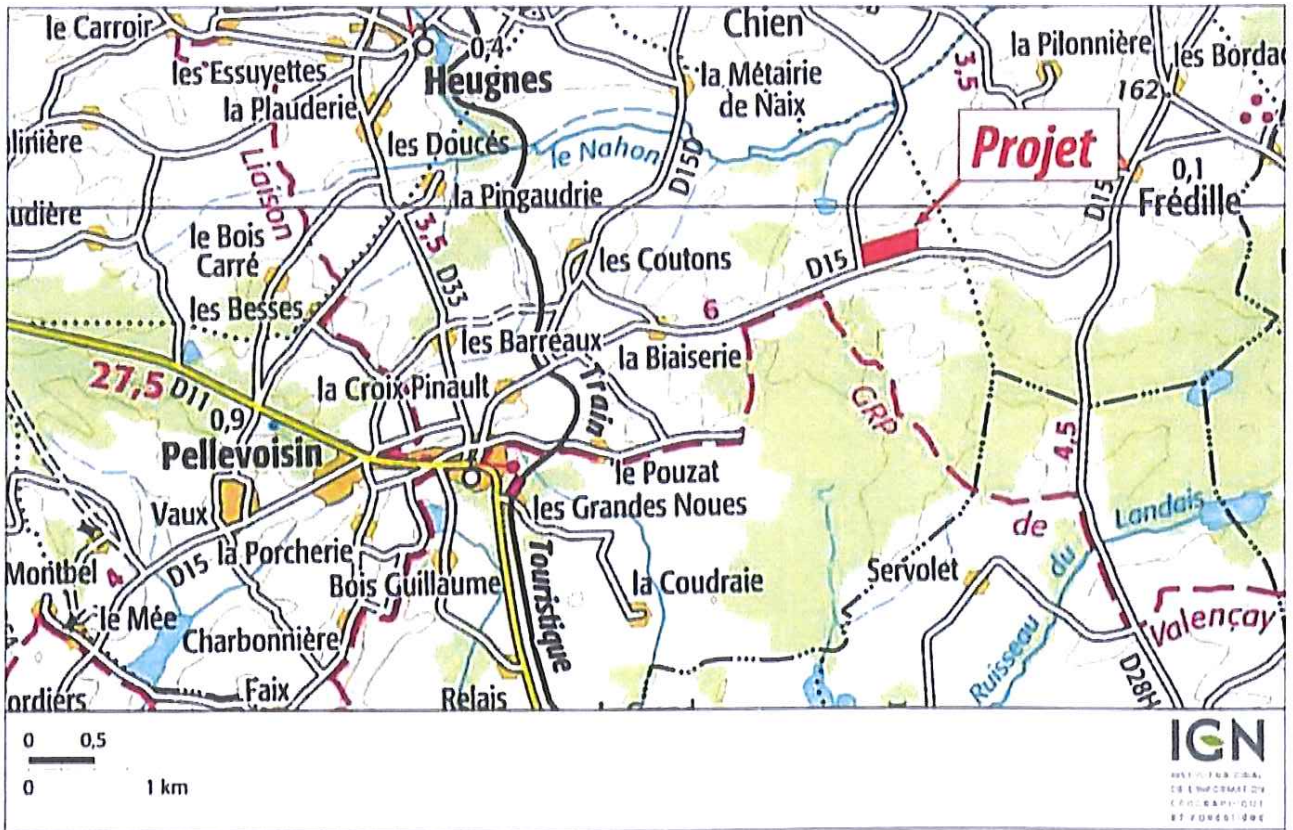 le Carroir
0,4
Chien
la Pilonnière
les Essuyettes
Heugnes
la Métairie
de Naix
3,5
les Borda
la Plauderie
162
linière
les Doucés
le Nahon
Projet
Liaison
la Pingaudrie
D15D
0,1
Frédille
D15
udière
le Bois
Carré
3,5
D33
les Coutons
D15
les Besses
6
les Barreaux
la Biaiserie
27,5
D11
0,9
la Croix Pinault
Train
GRP
Pellevoisin
4,5
le Pouzat
les Grandes Noues
Vaux
de
Landais
la Porcherie
Touristique
du
Montbel
4
D15
Bois Guillaume
la Coudraie
Servolet
le Mée
Charbonnière
Valençay
Ruisseau
Faix
ordiers
Relais
D28H
0 0,5
0 1 km
IGN